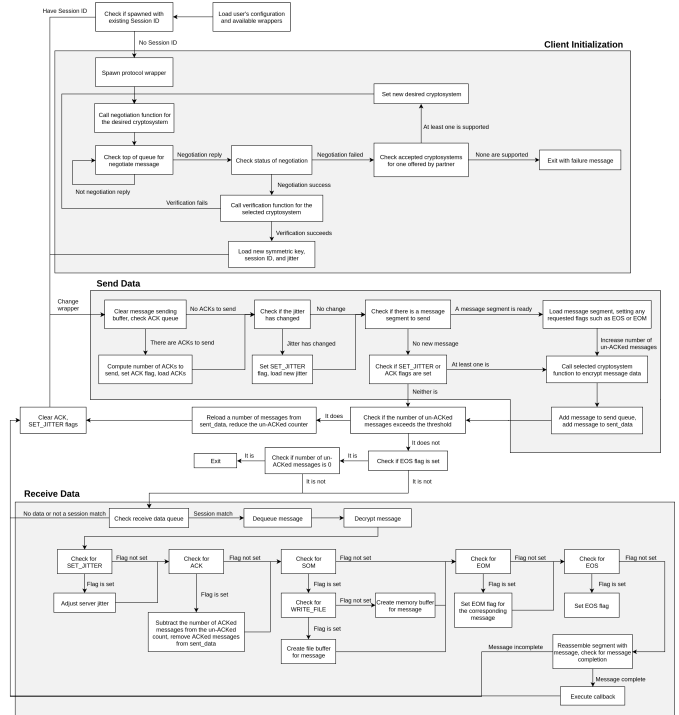 Have Session ID
Check if spawned with
existing Session ID
Load user's configuration
and available wrappers
No Session ID
Client Initialization
Spawn protocol wrapper
Set new desired cryptosystem
Call negotiation function for
the desired cryptosystem
At least one is supported
Check top of queue for
negotiate message
Negotiation reply
Check status of negotiation
Negotiation failed
Check accepted cryptosystems
for one offered by partner
None are supported
Exit with failure message
Not negotiation reply
Negotiation success
Verification fails
Call verification function for the
selected cryptosystem
Verification succeeds
Load new symmetric key,
session ID, and jitter
Send Data
Change
wrapper
Clear message sending
buffer, check ACK queue
No ACKs to send
Check if the jitter
has changed
No change
Check if there is a message
segment to send
A message segment is ready
Load message segment, setting any
requested flags such as EOS or EOM
There are ACKs to send
Jitter has changed
No new message
Increase number of
un-ACKed messages
Compute number of ACKs to
send, set ACK flag, load ACKs
Set SET_JITTER
flag, load new jitter
Check if SET_JITTER or
ACK flags are set
At least one is
Call selected cryptosystem
function to encrypt message data
Neither is
Clear ACK,
SET_JITTER flags
Reload a number of messages from
sent_data, reduce the un-ACKed counter
It does
Check if the number of un-ACKed
messages exceeds the threshold
Add message to send queue,
add message to sent_data
It does not
Exit
It is
Check if number of un-
ACKed messages is 0
It is
Check if EOS flag is set
It is not
It is not
Receive Data
No data or not a session match
Check receive data queue
Session match
Dequeue message
Decrypt message
Check for
SET_JITTER
Flag not set
Check for
ACK
Flag not set
Check for
SOM
Flag not set
Check for
EOM
Flag not set
Check for
EOS
Flag not set
Flag is set
Flag is set
Flag is set
Flag is set
Flag is set
Adjust server jitter
Check for
WRITE_FILE
Flag not set
Create memory buffer
for message
Set EOM flag for
the corresponding
message
Set EOS flag
Subtract the number of ACKed
messages from the un-ACKed
count, remove ACKed messages
from sent_data
Flag is set
Create file buffer
for message
Message incomplete
Reassemble segment with
message, check for message
completion
Message complete
Execute callback